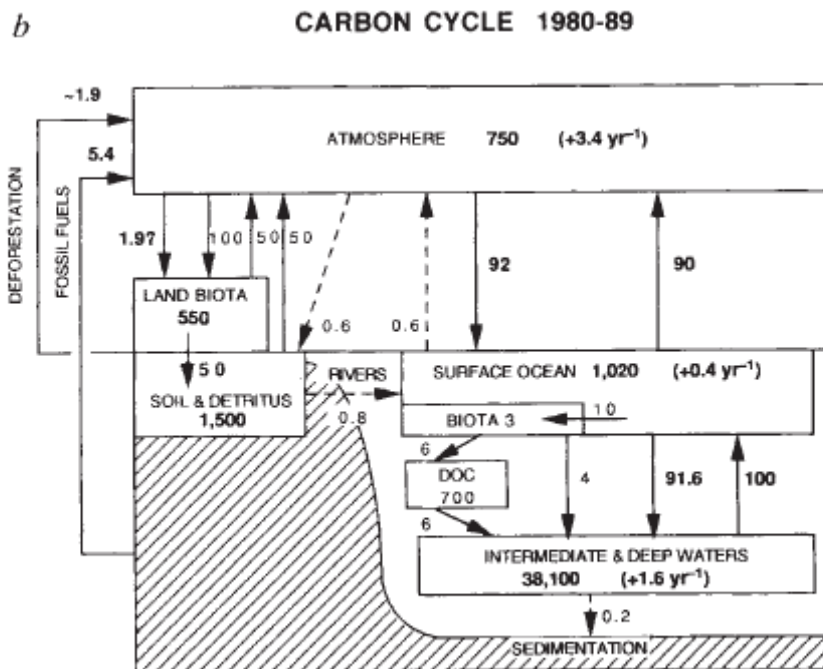 b
CARBON CYCLE 1980-89
~1.9
ATMOSPHERE 750 (+3.4 yr⁻¹)
5.4
DEFORESTATION
FOSSIL FUELS
1.9?
100
50
50
92
90
LAND BIOTA
550
0.6
0.6
50
SOIL & DETRITUS
1,500
RIVERS
0.8
SURFACE OCEAN 1,020 (+0.4 yr⁻¹)
BIOTA 3
10
6
DOC
700
4
91.6
100
6
INTERMEDIATE & DEEP WATERS
38,100 (+1.6 yr⁻¹)
0.2
SEDIMENTATION